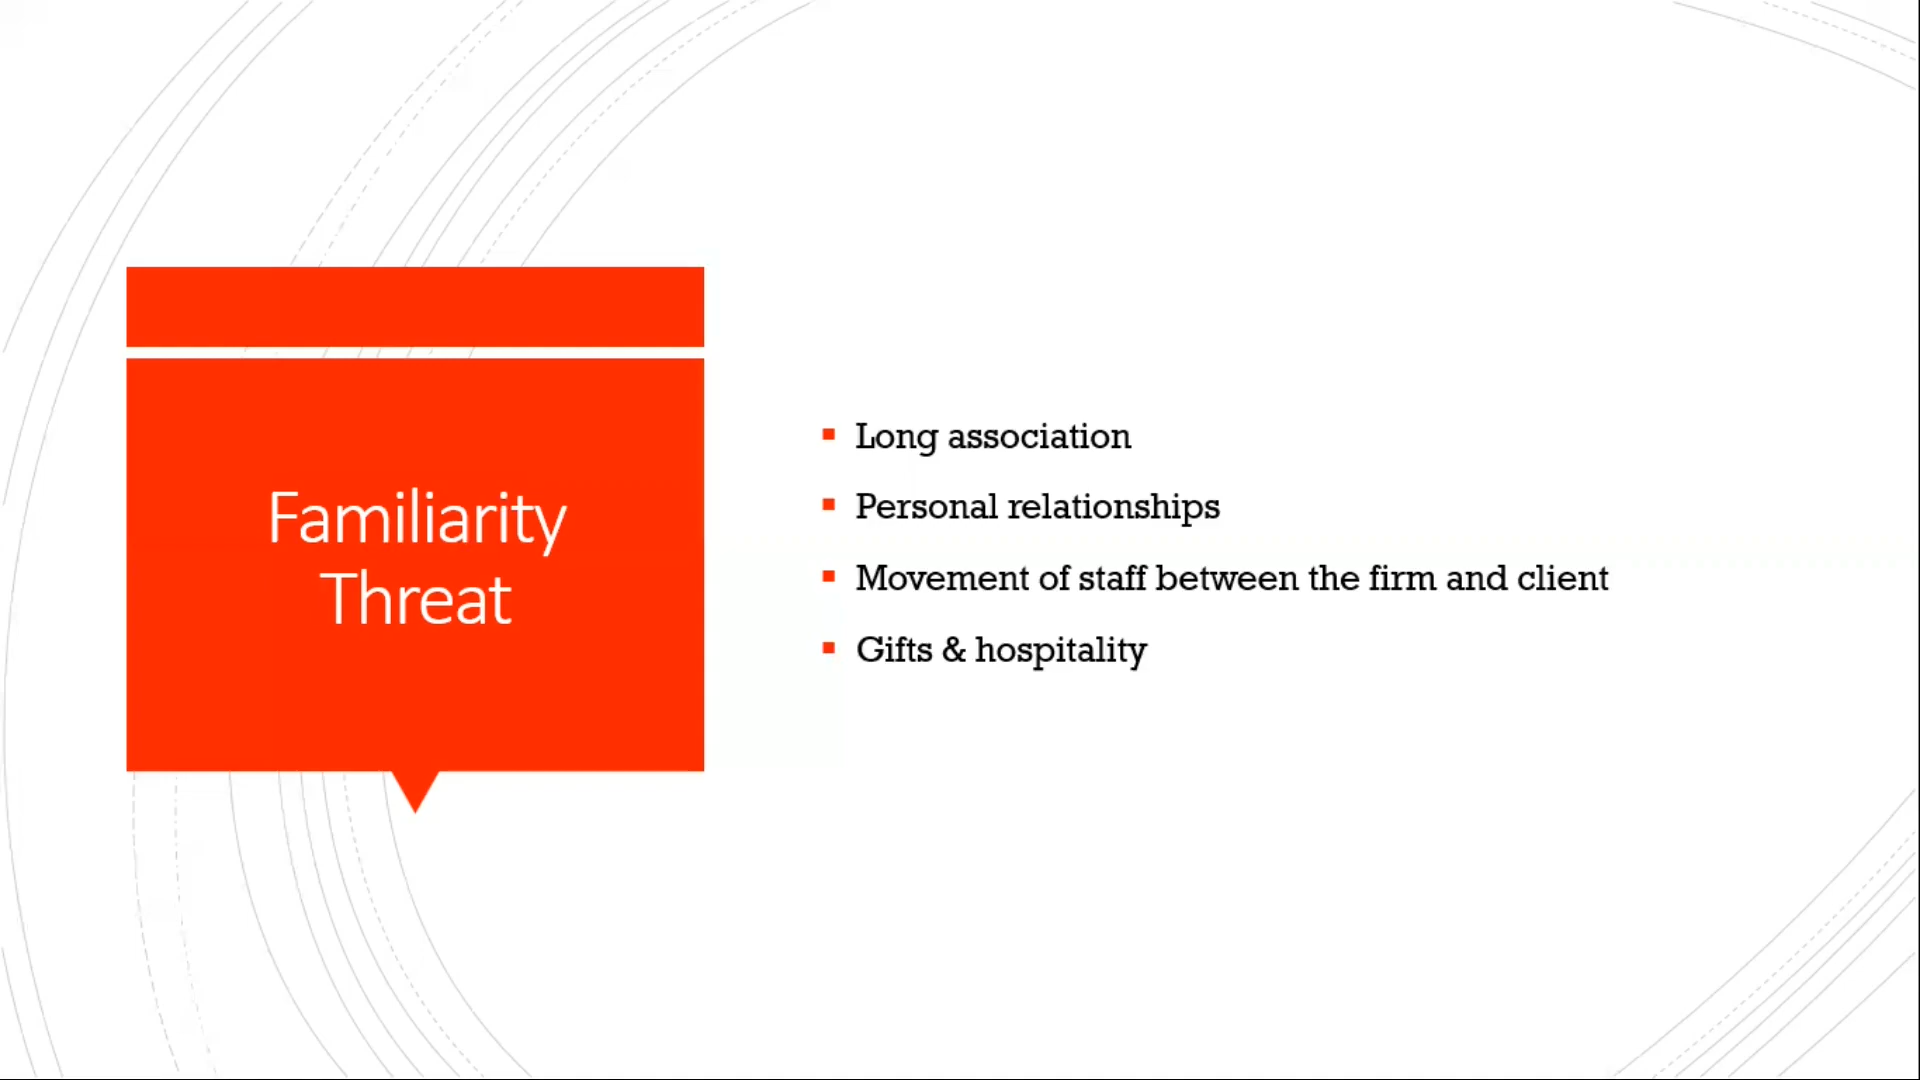 Familiarity
Threat
Long association
Personal relationships
Movement of staff between the firm and client
Gifts & hospitality